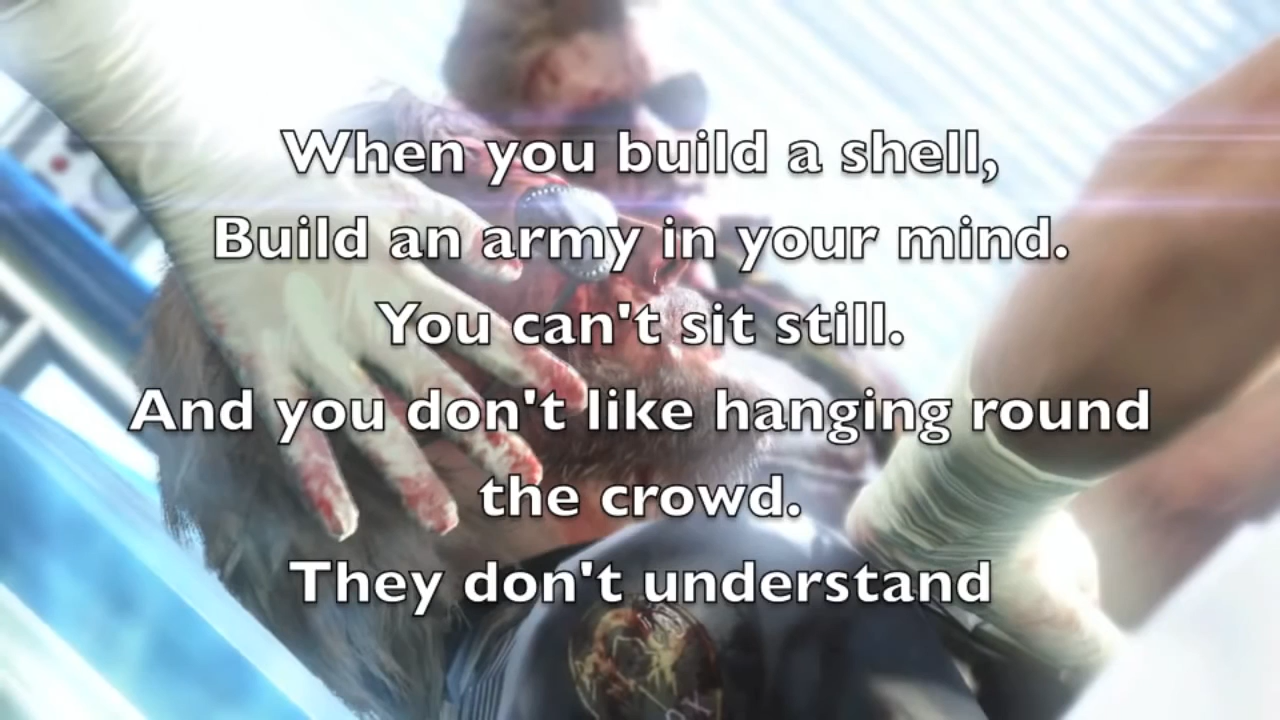 When you build a shell,
Build an army in your mind.
You can't sit still.
And you don't like hanging round
the crowd.
They don't understand